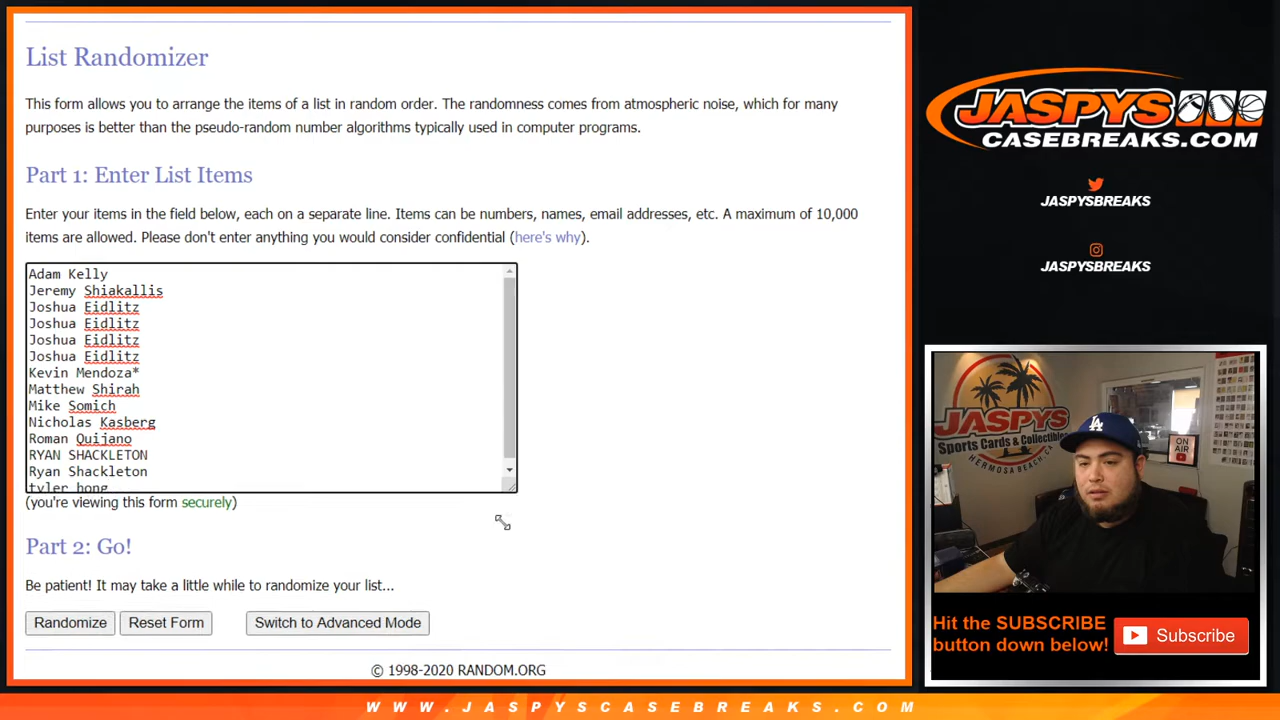 List Randomizer
This form allows you to arrange the items of a list in random order. The randomness comes from atmospheric noise, which for many
purposes is better than the pseudo-random number algorithms typically used in computer programs.
Part 1: Enter List Items
Enter your items in the field below, each on a separate line. Items can be numbers, names, email addresses, etc. A maximum of 10,000
items are allowed. Please don't enter anything you would consider confidential (here's why).
Adam Kelly
Jeremy Shiakallis
Joshua Eidlitz
Joshua Eidlitz
Joshua Eidlitz
Joshua Eidlitz
Kevin Mendoza*
Matthew Shirah
Mike Somich
Nicholas Kasberg
Roman Quijano
RYAN SHACKLETON
Ryan Shackleton
tyler hong
(you're viewing this form securely)
Part 2: Go!
Be patient! It may take a little while to randomize your list...
Randomize
Reset Form
Switch to Advanced Mode
© 1998-2020 RANDOM.ORG
JASPYS
CASEBREAKS.COM
JASPYSBREAKS
JASPYSBREAKS
JASPYS
Sports Cards & Collectibles
HERMOSA BEACH, CA
ON AIR
Hit the SUBSCRIBE
button down below!
Subscribe
WWW.JASPYSCASEBREAKS.COM